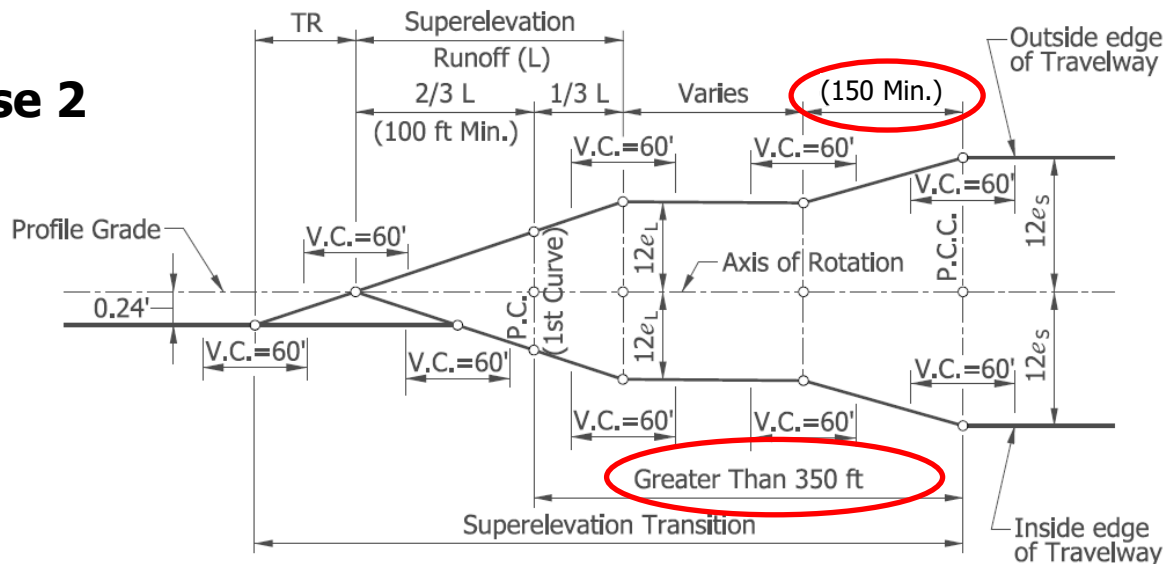 TR
Superelevation
Runoff (L)
Outside edge
of Travelway
se 2
2/3 L
1/3 L
Varies
(150 Min.)
(100 ft Min.)
V.C.=60'
V.C.=60'
V.C.=60'
Profile Grade
V.C.=60'
12eL
Axis of Rotation
P.C.C.
12eS
0.24'
P.C.
(1st Curve)
12eL
12eS
V.C.=60'
V.C.=60'
V.C.=60'
V.C.=60'
V.C.=60'
Greater Than 350 ft
Superelevation Transition
Inside edge
of Travelway